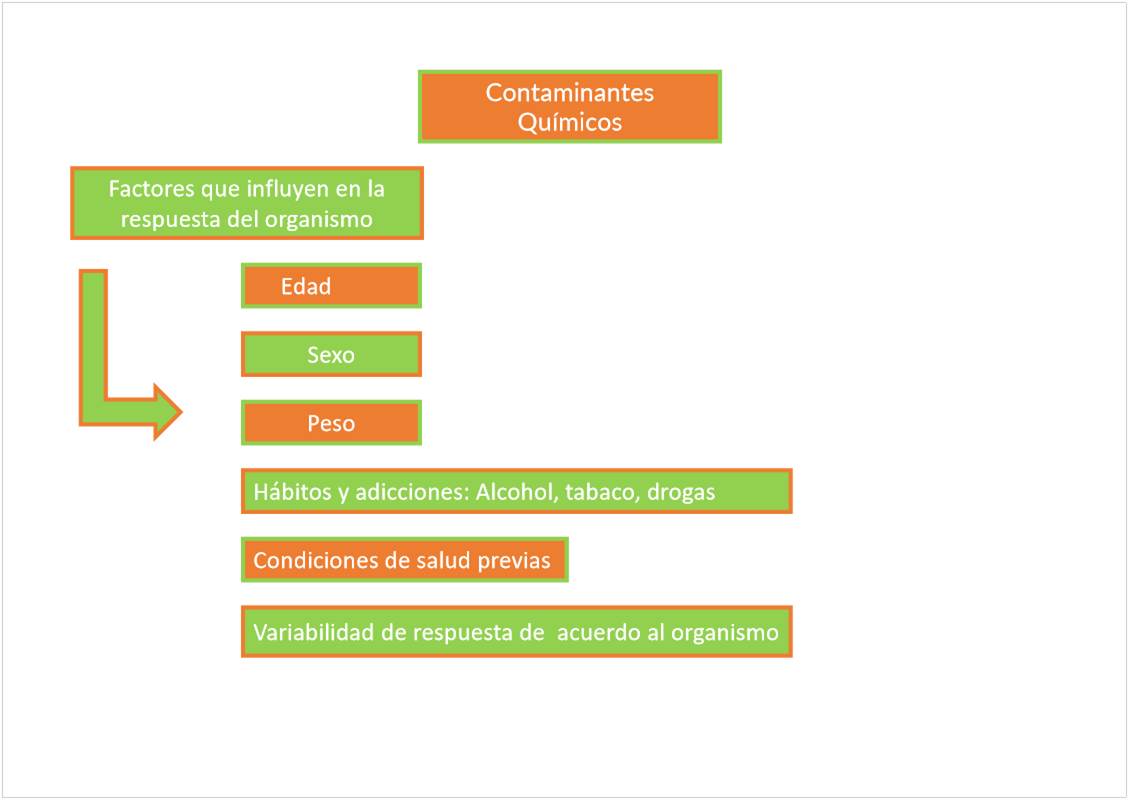 Contaminantes
Químicos
Factores que influyen en la
respuesta del organismo
Edad
Sexo
Peso
Hábitos y adicciones: Alcohol, tabaco, drogas
Condiciones de salud previas
Variabilidad de respuesta de  acuerdo al organismo